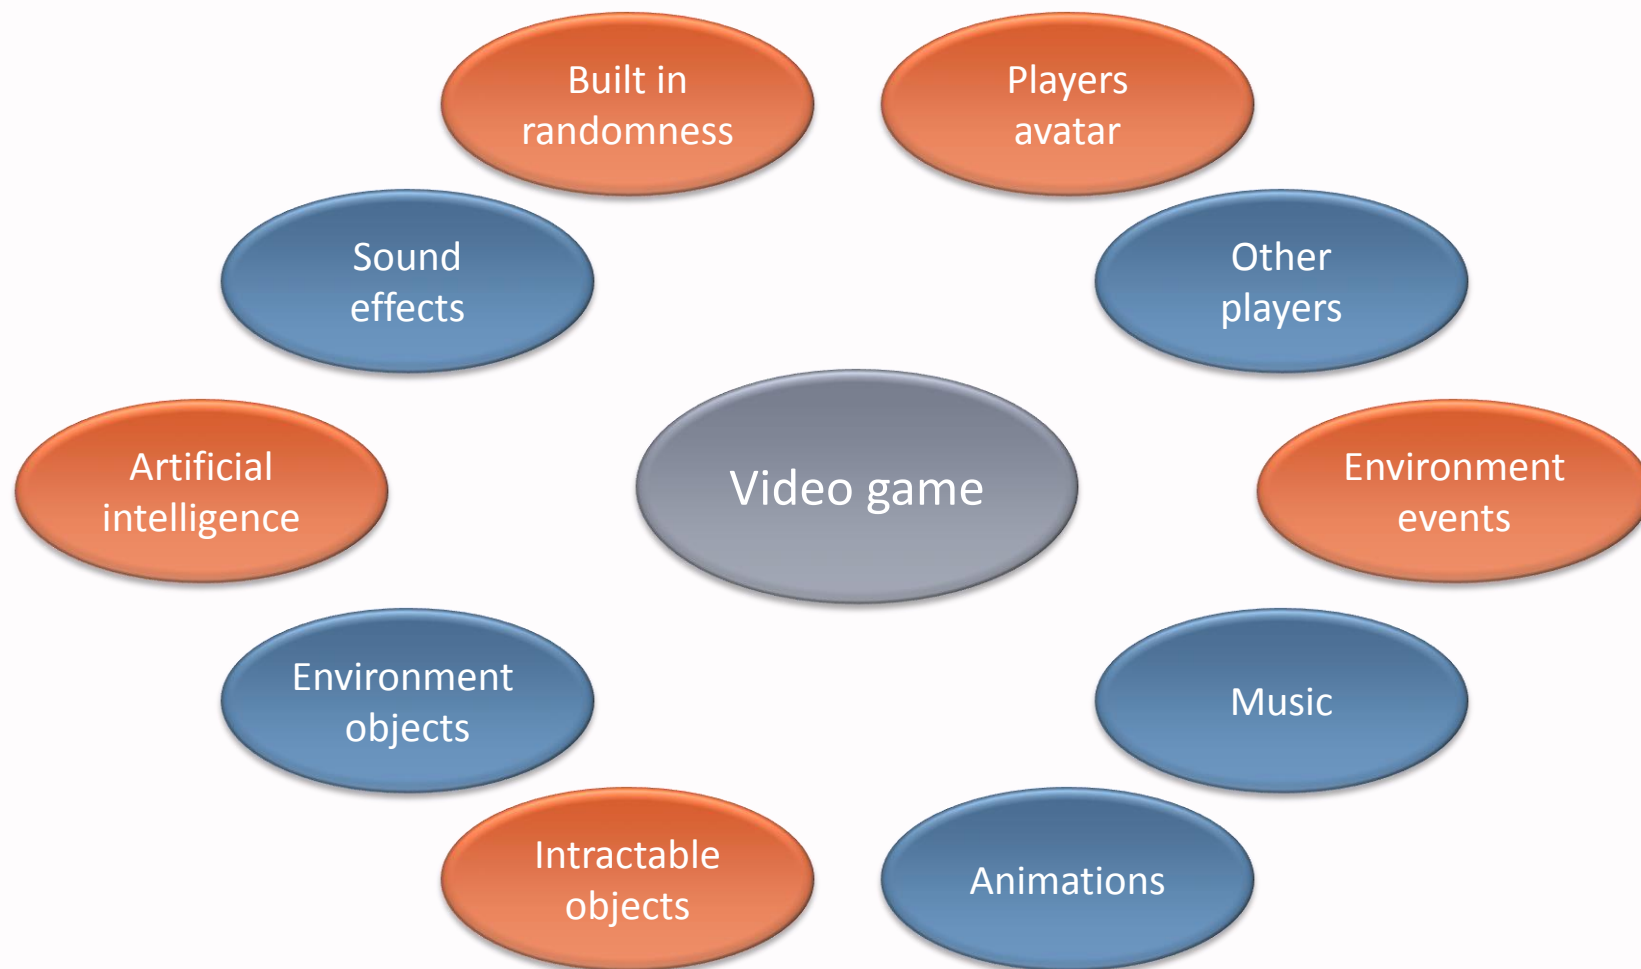 Built in
randomness
Players
avatar
Sound
effects
Other
players
Artificial
intelligence
Video game
Environment
events
Environment
objects
Music
Intractable
objects
Animations